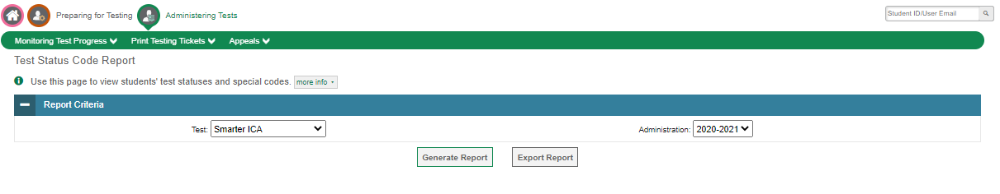 Preparing for Testing Administering Tests Student ID/User Email
Monitoring Test Progress Print Testing Tickets Appeals
Test Status Code Report
Use this page to view students' test statuses and special codes. more info
Report Criteria
Test: Smarter ICA Administration: 2020-2021
Generate Report Export Report